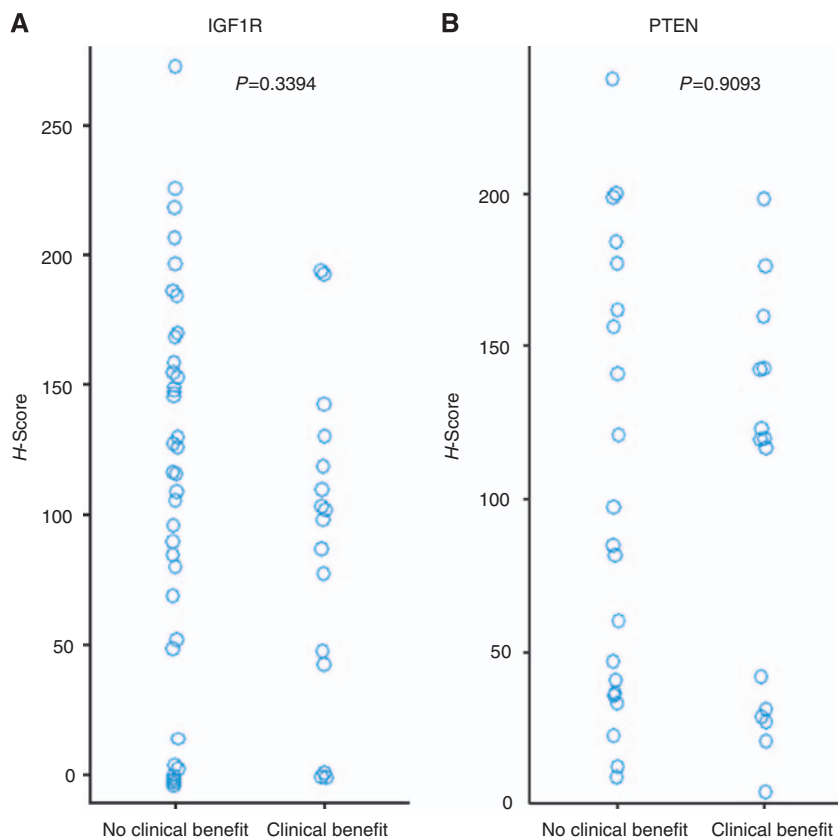 A
IGF1R
P=0.3394
250
200
150
100
50
0
H-Score
No clinical benefit
Clinical benefit
B
PTEN
P=0.9093
200
150
100
50
0
H-Score
No clinical benefit
Clinical benefit